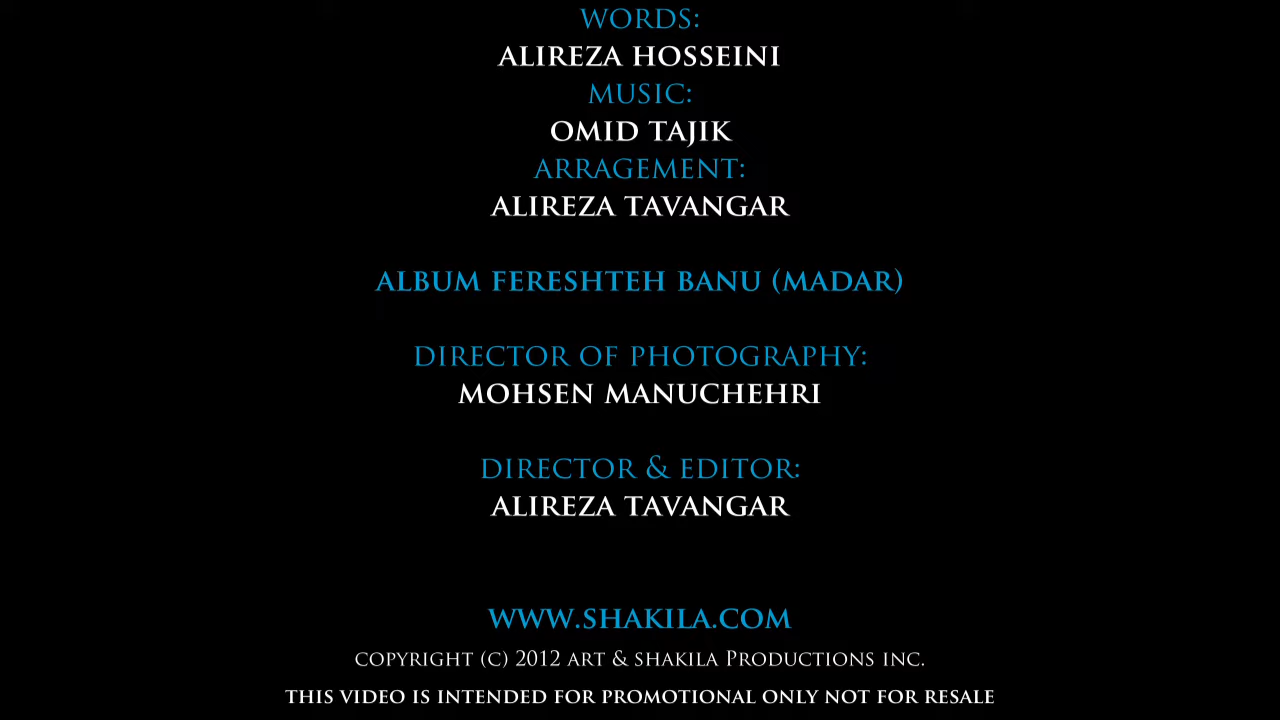 WORDS:
ALIREZA HOSSEINI
MUSIC:
OMID TAJIK
ARRAGEMENT:
ALIREZA TAVANGAR
ALBUM FERESHTEH BANU (MADAR)
DIRECTOR OF PHOTOGRAPHY:
MOHSEN MANUCHEHRI
DIRECTOR & EDITOR:
ALIREZA TAVANGAR
WWW.SHAKILA.COM
COPYRIGHT (C) 2012 ART & SHAKILA PRODUCTIONS INC.
THIS VIDEO IS INTENDED FOR PROMOTIONAL ONLY NOT FOR RESALE